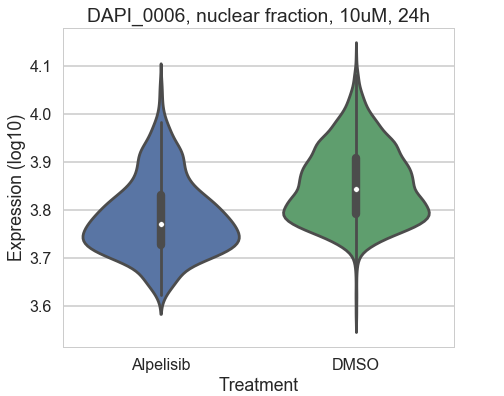 DAPI_0006, nuclear fraction, 10uM, 24h
Expression (log10)
4.1
4.0
3.9
3.8
3.7
3.6
Alpelisib DMSO
Treatment